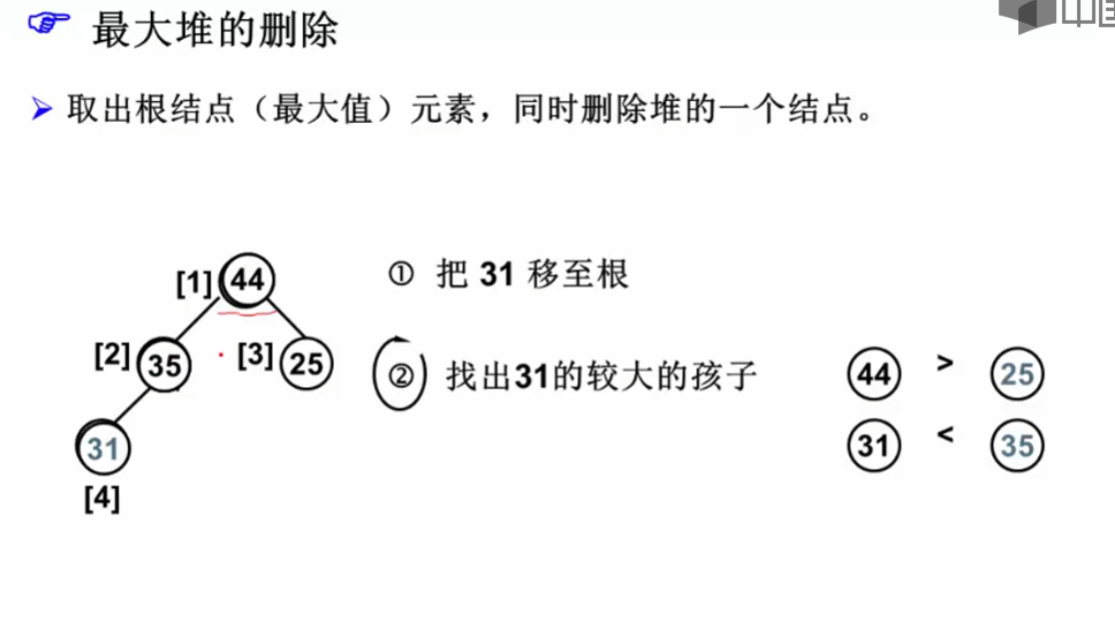 最大堆的删除
取出根结点（最大值）元素，同时删除堆的一个结点。
[1] 44
[2] 35 [3] 25
31
[4]
① 把 31 移至根
② 找出31的较大的孩子
44 > 25
31 < 35